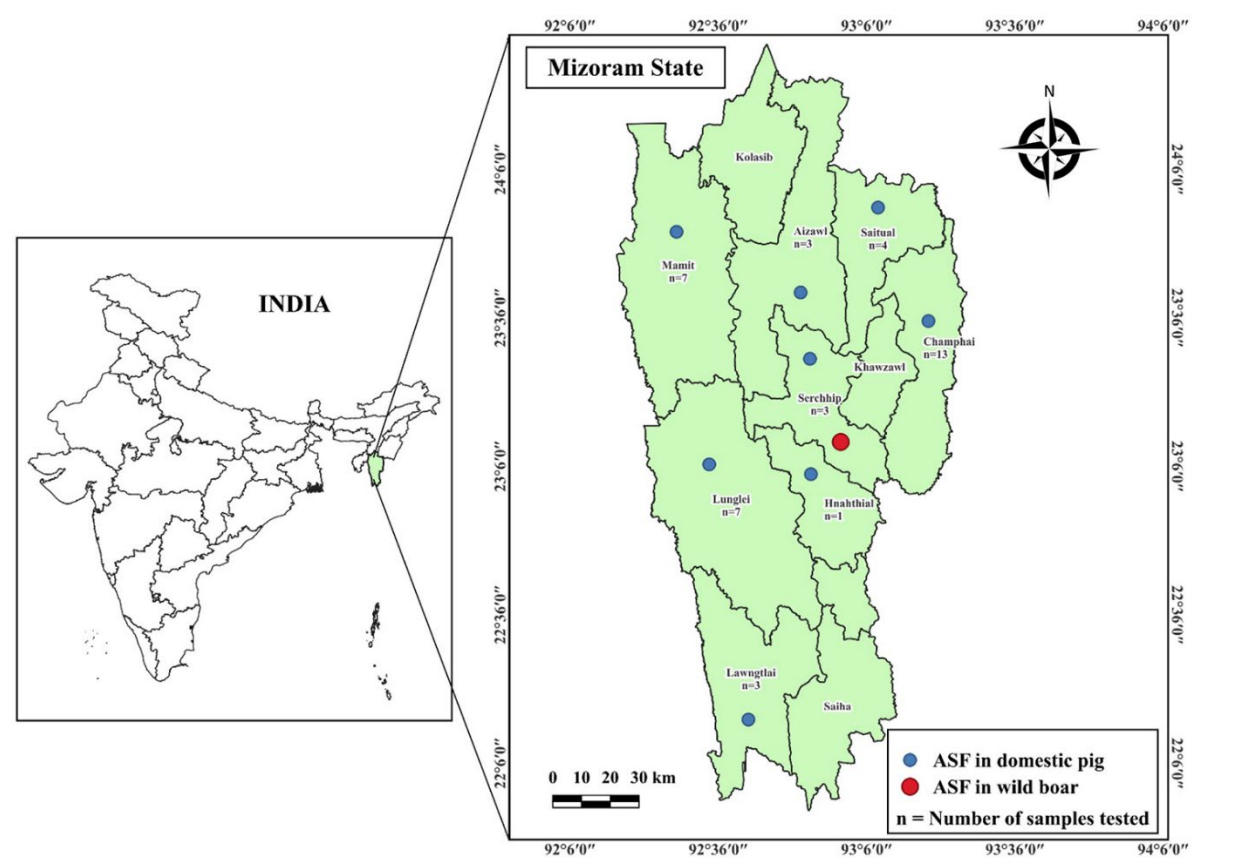 92°6′0″ 92°36′0″ 93°6′0″ 93°36′0″ 94°6′0″
Mizoram State
N
INDIA
Kolasib
Aizawl
n=3
Saitual
n=4
Mamit
n=7
Champhai
n=13
Khawzawl
Serchhip
n=3
Lunglei
n=7
Hnahthial
n=1
Lawngtlai
n=3
Saiha
24°6′0″
23°36′0″
23°6′0″
22°36′0″
22°6′0″
24°6′0″
23°36′0″
23°6′0″
22°36′0″
22°6′0″
0 10 20 30 km
ASF in domestic pig
ASF in wild boar
n = Number of samples tested
92°6′0″ 92°36′0″ 93°6′0″ 93°36′0″ 94°6′0″